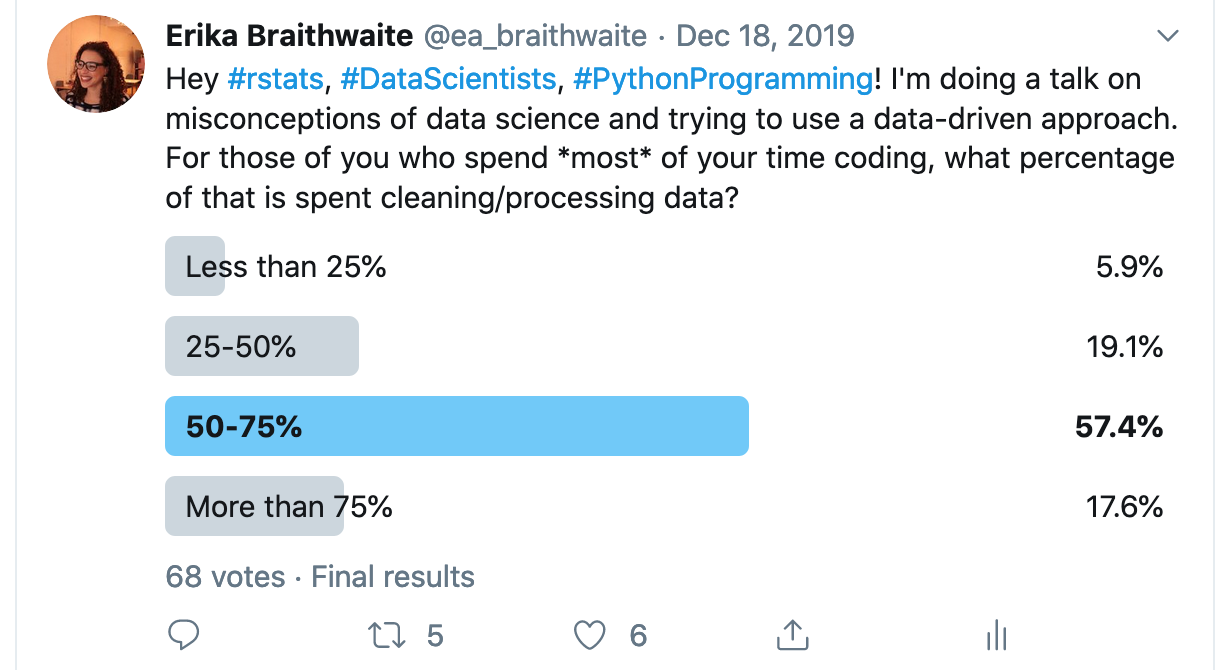 Erika Braithwaite @ea_braithwaite · Dec 18, 2019
Hey #rstats, #DataScientists, #PythonProgramming! I'm doing a talk on
misconceptions of data science and trying to use a data-driven approach.
For those of you who spend *most* of your time coding, what percentage
of that is spent cleaning/processing data?
Less than 25% 5.9%
25-50% 19.1%
50-75% 57.4%
More than 75% 17.6%
68 votes · Final results
5 6